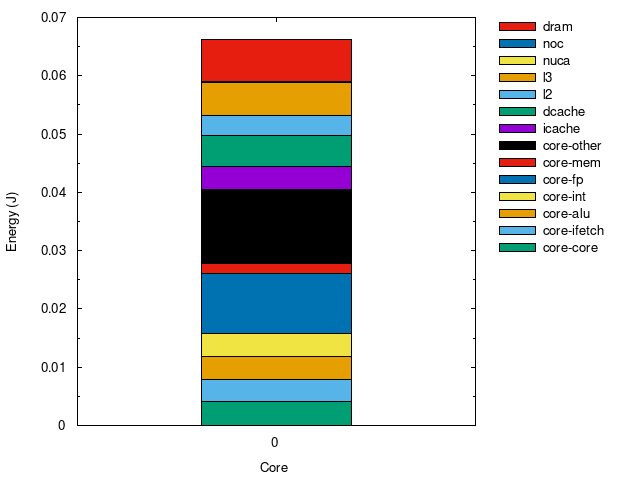 0.07
0.06
0.05
0.04
0.03
0.02
0.01
0
Energy (J)
0
Core
dram
noc
nuca
l3
l2
dcache
icache
core-other
core-mem
core-fp
core-int
core-alu
core-ifetch
core-core